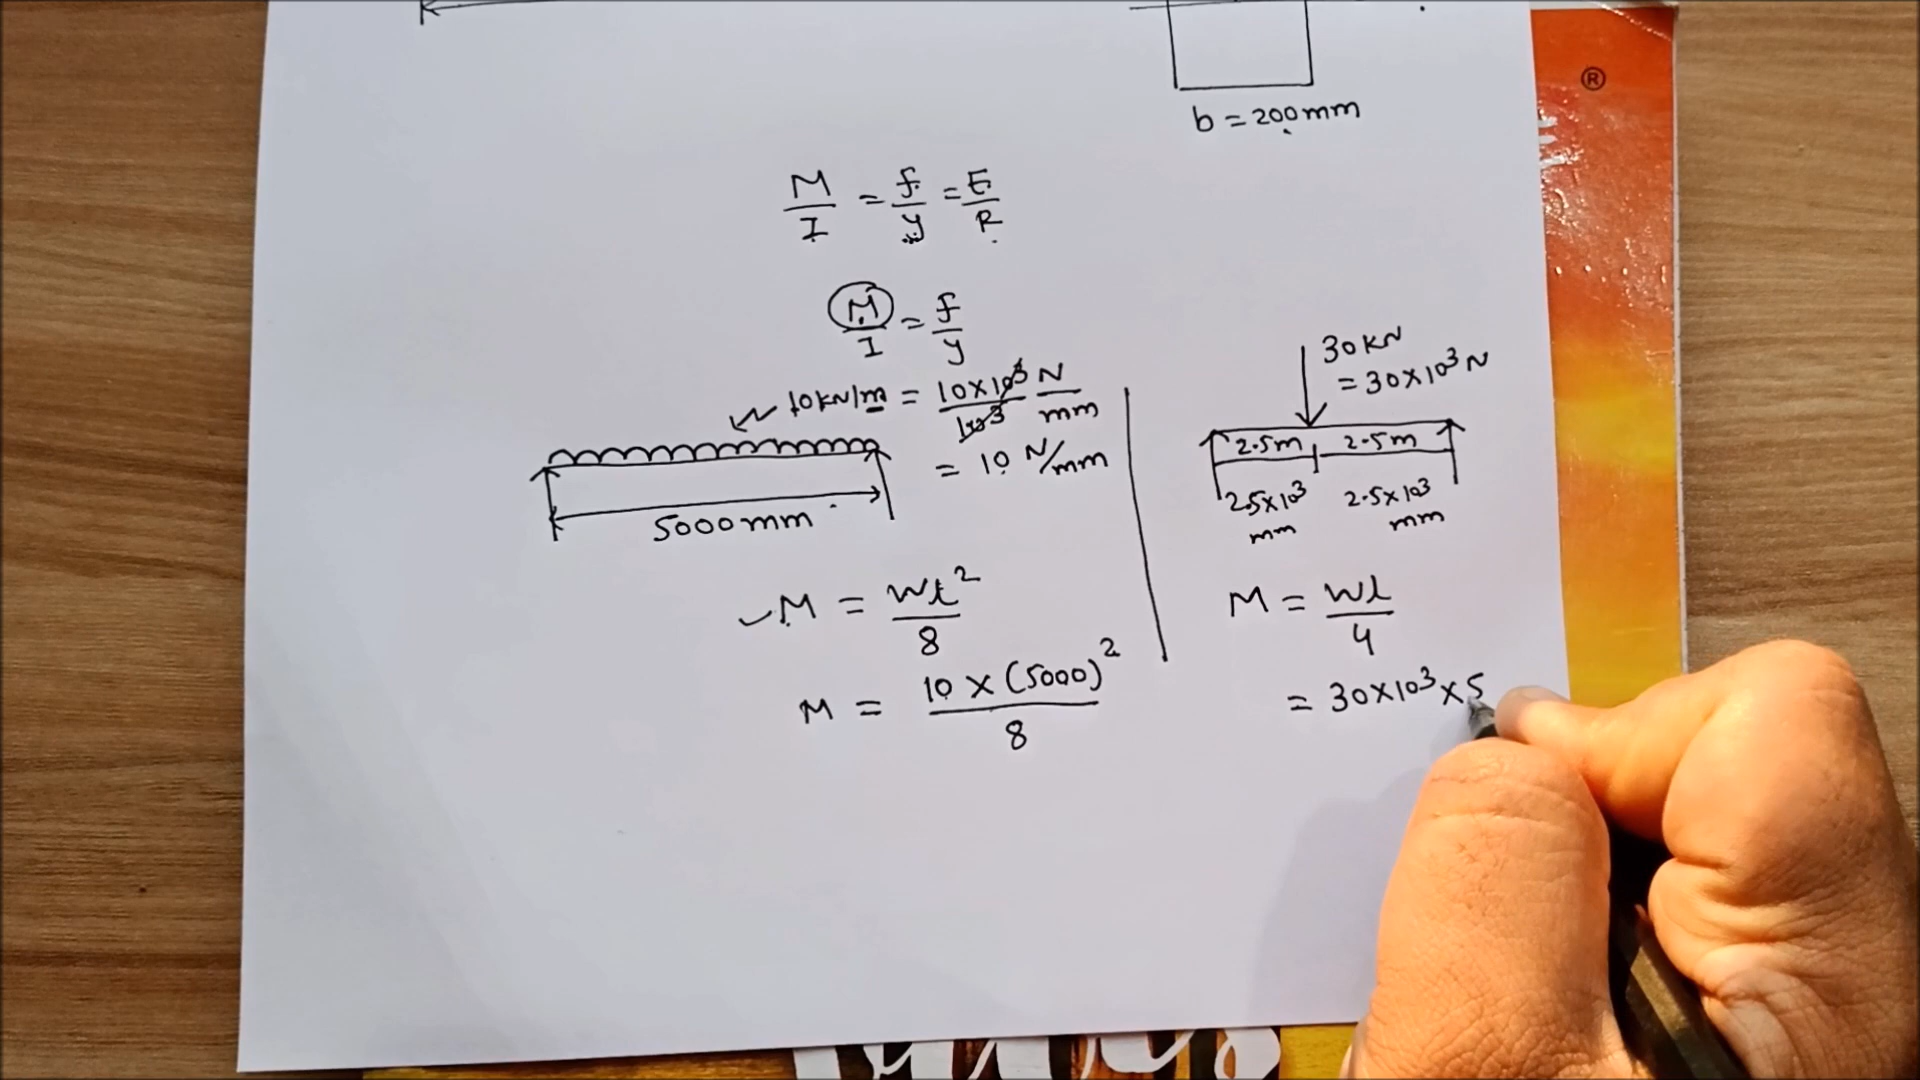 ®
b = 200mm
M/I = f/y = E/R
M/I = f/y
10kN/m = 10×10³/10³ N/mm
= 10 N/mm
5000mm
M = Wl²/8
M = 10 × (5000)²/8
30kN
= 30×10³N
2.5m 2.5m
2.5×10³ mm 2.5×10³ mm
M = Wl/4
= 30×10³×5